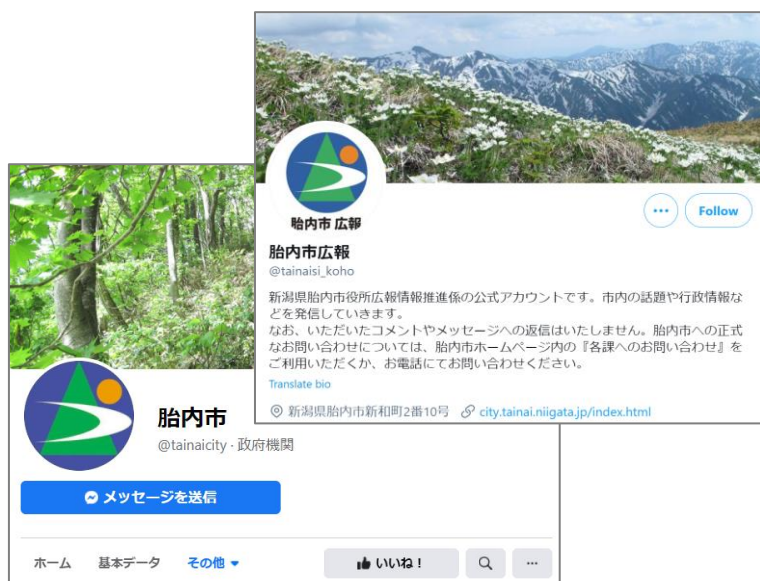 胎内市 広報
Follow
胎内市広報
@tainaisi_koho
新潟県胎内市役所広報情報推進係の公式アカウントです。市内の話題や行政情報な
どを発信していきます。
なお、いただいたコメントやメッセージへの返信はいたしません。胎内市への正式
なお問い合わせについては、胎内市ホームページ内の『各課へのお問い合わせ』を
ご利用いただくか、お電話にてお問い合わせください。
Translate bio
新潟県胎内市新和町2番10号 city.tainai.niigata.jp/index.html
胎内市
@tainaicity · 政府機関
メッセージを送信
ホーム 基本データ その他 いいね!